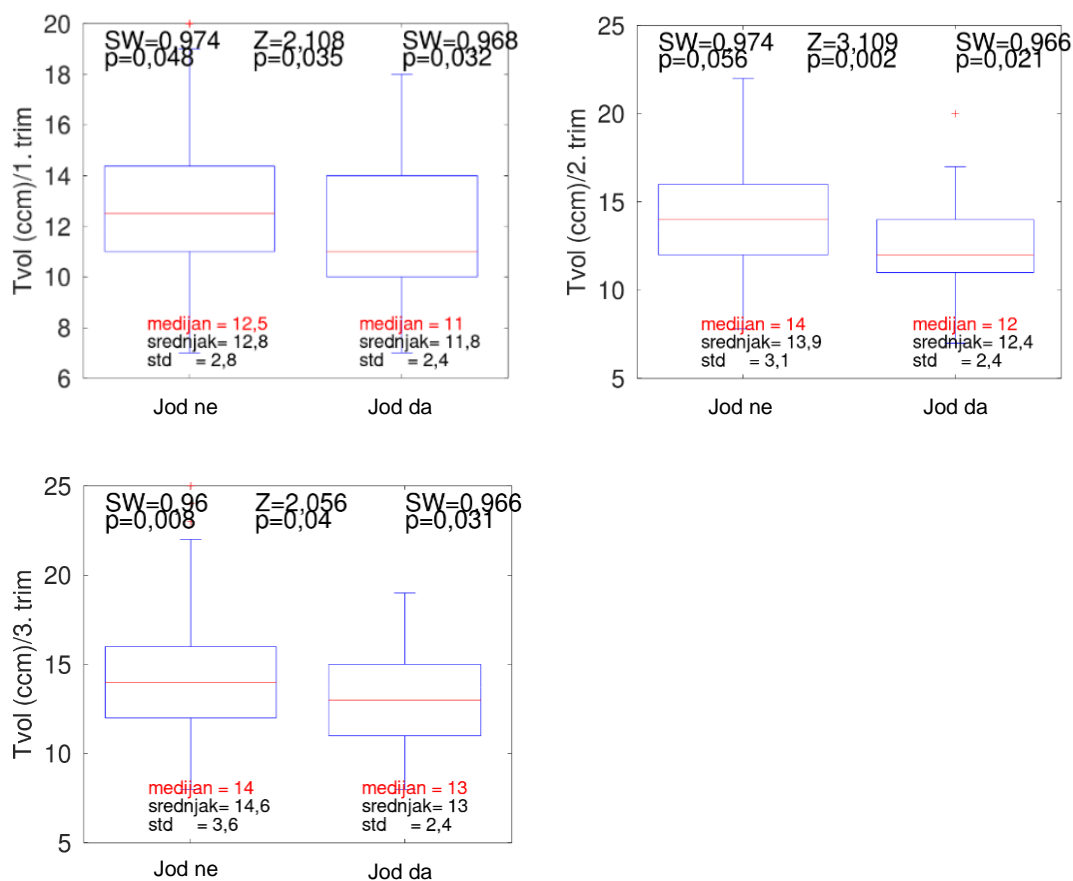 Tvol (ccm)/1. trim
20
18
16
14
12
10
8
6
SW=0,974 Z=2,108 SW=0,968
p=0,048 p=0,035 p=0,032
medijan = 12,5
srednjak= 12,8
std = 2,8
medijan = 11
srednjak= 11,8
std = 2,4
Jod ne
Jod da
Tvol (ccm)/2. trim
25
20
15
10
5
SW=0,974 Z=3,109 SW=0,966
p=0,056 p=0,002 p=0,021
medijan = 14
srednjak= 13,9
std = 3,1
medijan = 12
srednjak= 12,4
std = 2,4
Jod ne
Jod da
Tvol (ccm)/3. trim
25
20
15
10
5
SW=0,96 Z=2,056 SW=0,966
p=0,008 p=0,04 p=0,031
medijan = 14
srednjak= 14,6
std = 3,6
medijan = 13
srednjak= 13
std = 2,4
Jod ne
Jod da